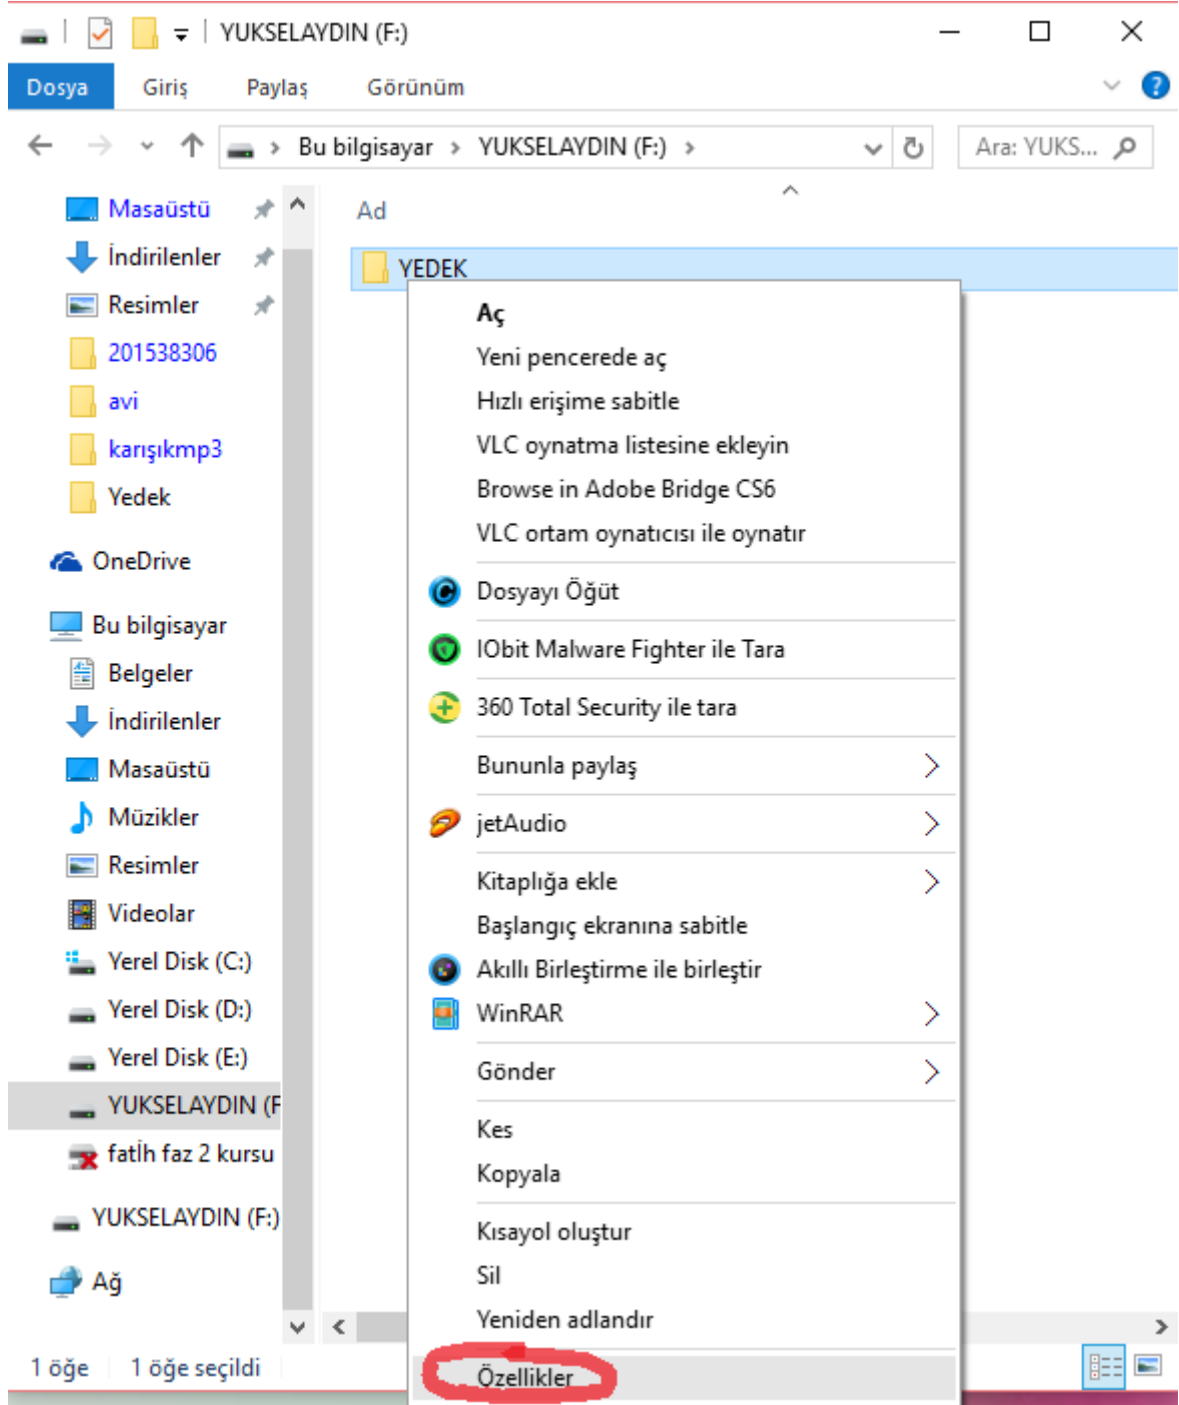 YUKSELAYDIN (F:)
Dosya Giriş Paylaş Görünüm
Bu bilgisayar YUKSELAYDIN (F:)
Ara: YUKS...
Masaüstü
İndirilenler
Resimler
201538306
avi
karışıkmp3
Yedek
OneDrive
Bu bilgisayar
Belgeler
İndirilenler
Masaüstü
Müzikler
Resimler
Videolar
Yerel Disk (C:)
Yerel Disk (D:)
Yerel Disk (E:)
YUKSELAYDIN (F
fatİh faz 2 kursu
YUKSELAYDIN (F:)
Ağ
Ad
YEDEK
Aç
Yeni pencerede aç
Hızlı erişime sabitle
VLC oynatma listesine ekleyin
Browse in Adobe Bridge CS6
VLC ortam oynatıcısı ile oynatır
Dosyayı Öğüt
IObit Malware Fighter ile Tara
360 Total Security ile tara
Bununla paylaş
jetAudio
Kitaplığa ekle
Başlangıç ekranına sabitle
Akıllı Birleştirme ile birleştir
WinRAR
Gönder
Kes
Kopyala
Kısayol oluştur
Sil
Yeniden adlandır
Özellikler
1 öğe 1 öğe seçildi